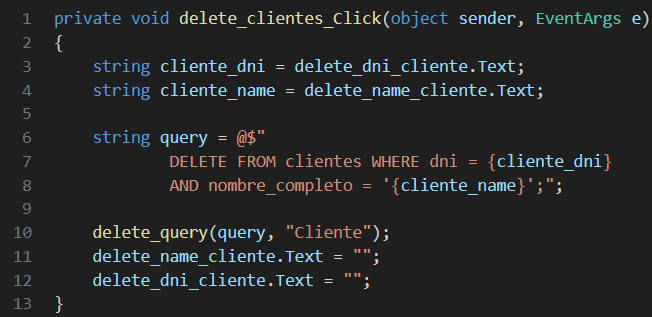 1 private void delete_clientes_Click(object sender, EventArgs e)
2 {
3     string cliente_dni = delete_dni_cliente.Text;
4     string cliente_name = delete_name_cliente.Text;
5
6     string query = @$"
7             DELETE FROM clientes WHERE dni = {cliente_dni}
8             AND nombre_completo = '{cliente_name}';";
9
10     delete_query(query, "Cliente");
11     delete_name_cliente.Text = "";
12     delete_dni_cliente.Text = "";
13 }